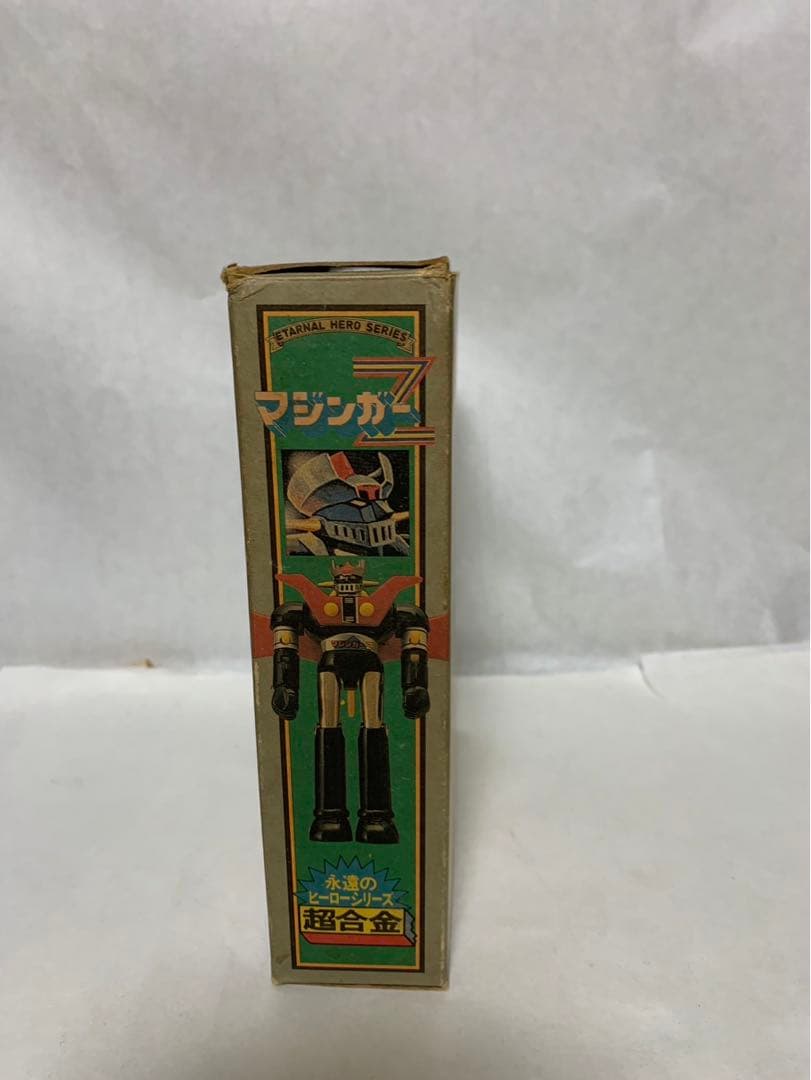 ETARNAL HERO SERIES
マジンガーZ
マジンガー
永遠の
ヒーローシリーズ
超合金